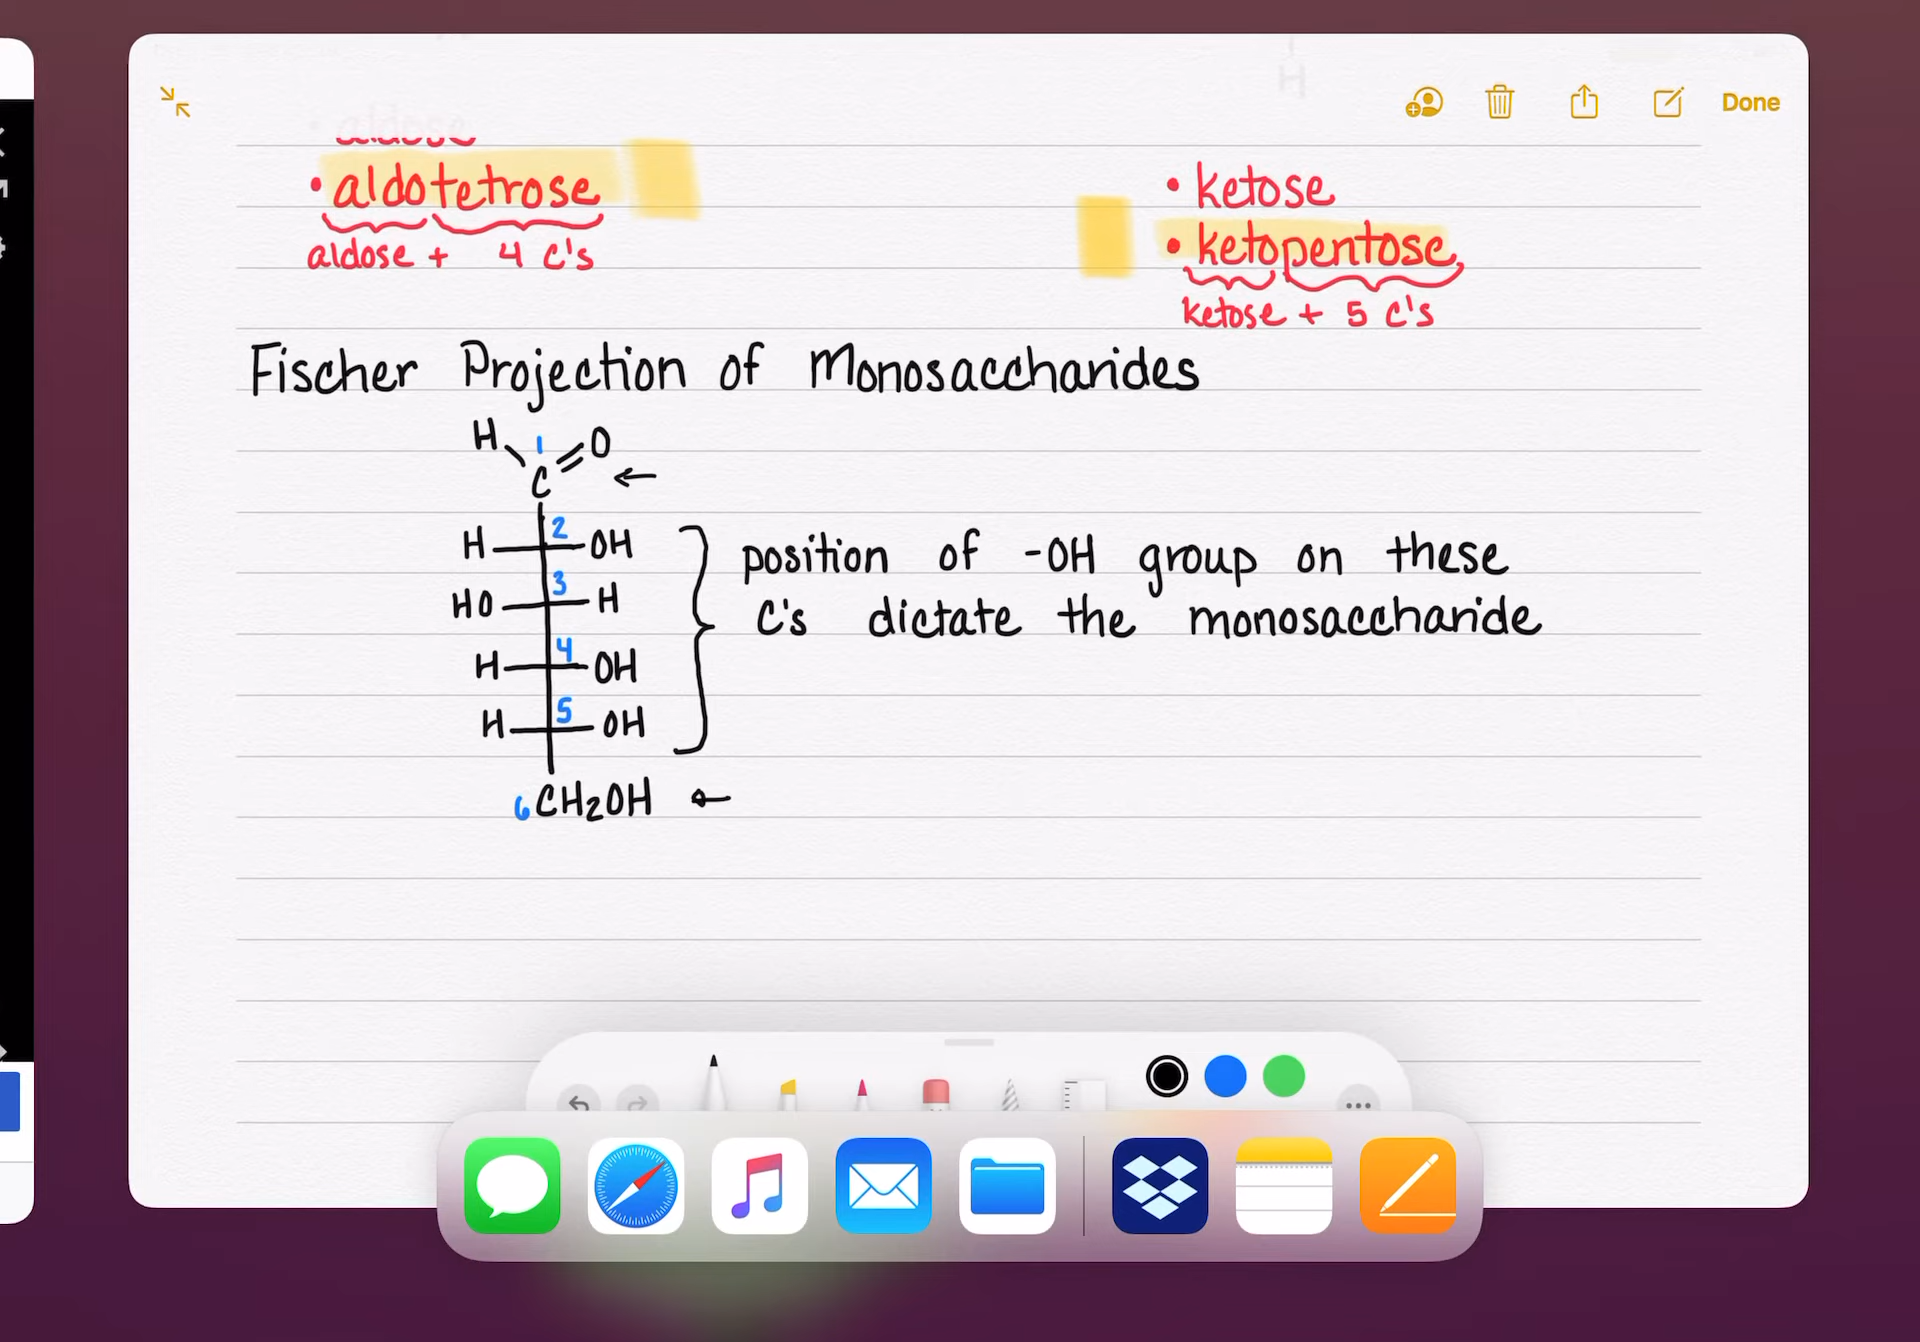 Done
aldose
• aldotetrose
aldose + 4 C's
• ketose
• ketopentose
ketose + 5 C's
Fischer Projection of Monosaccharides
H 1 O
C ←
2
H OH
3
HO H
4
H OH
5
H OH
6 CH2OH ←
position of -OH group on these
C's dictate the monosaccharide